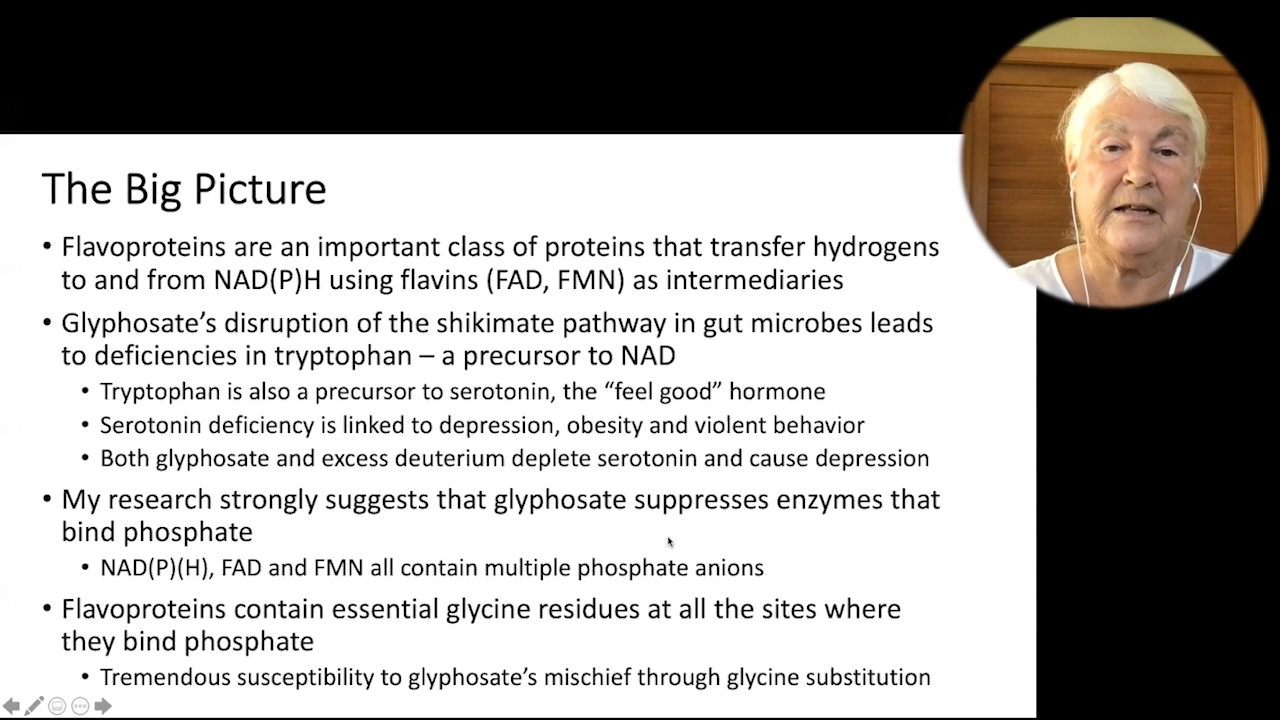 The Big Picture
• Flavoproteins are an important class of proteins that transfer hydrogens
to and from NAD(P)H using flavins (FAD, FMN) as intermediaries
• Glyphosate’s disruption of the shikimate pathway in gut microbes leads
to deficiencies in tryptophan – a precursor to NAD
• Tryptophan is also a precursor to serotonin, the “feel good” hormone
• Serotonin deficiency is linked to depression, obesity and violent behavior
• Both glyphosate and excess deuterium deplete serotonin and cause depression
• My research strongly suggests that glyphosate suppresses enzymes that
bind phosphate
• NAD(P)(H), FAD and FMN all contain multiple phosphate anions
• Flavoproteins contain essential glycine residues at all the sites where
they bind phosphate
• Tremendous susceptibility to glyphosate’s mischief through glycine substitution